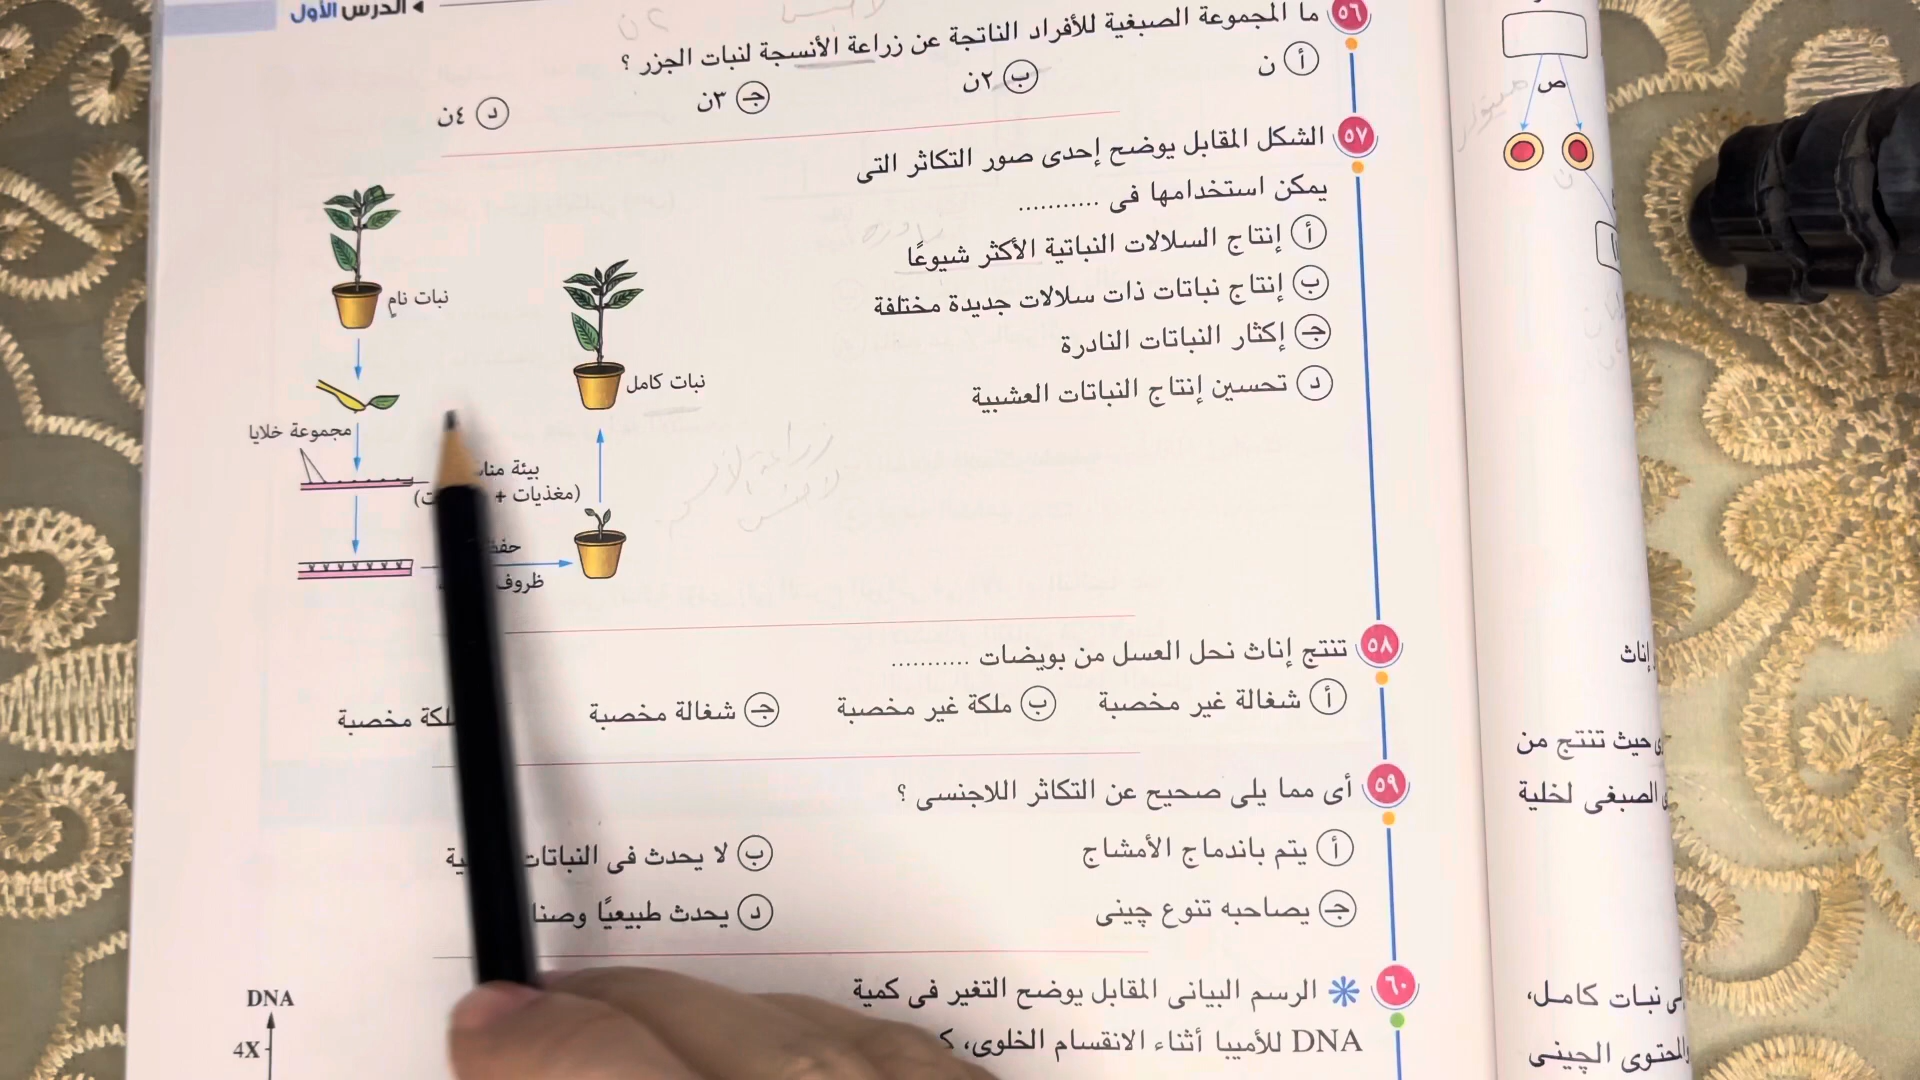 الدرس الأول
٥٦ ما المجموعة الصبغية للأفراد الناتجة عن زراعة الأنسجة لنبات الجزر ؟
أ ن
ب ٢ن
ج ٣ن
د ٤ن
٥٧ الشكل المقابل يوضح إحدى صور التكاثر التى
يمكن استخدامها فى ...........
أ إنتاج السلالات النباتية الأكثر شيوعًا
ب إنتاج نباتات ذات سلالات جديدة مختلفة
ج إكثار النباتات النادرة
د تحسين إنتاج النباتات العشبية
نبات نامٍ
مجموعة خلايا
بيئة
(مغذيات +
حفظ
ظروف
نبات كامل
زراعة
٥٨ تنتج إناث نحل العسل من بويضات ...........
أ شغالة غير مخصبة
ب ملكة غير مخصبة
ج شغالة مخصبة
ملكة مخصبة
٥٩ أى مما يلى صحيح عن التكاثر اللاجنسى ؟
أ يتم باندماج الأمشاج
ب لا يحدث فى النباتات
ج يصاحبه تنوع چينى
د يحدث طبيعيًا
٦٠ الرسم البيانى المقابل يوضح التغير فى كمية
DNA للأميبا أثناء الانقسام الخلوى،
DNA
4X
ص
إناث
حيث تنتج من
الصبغى لخلية
نبات كامل،
المحتوى الچينى